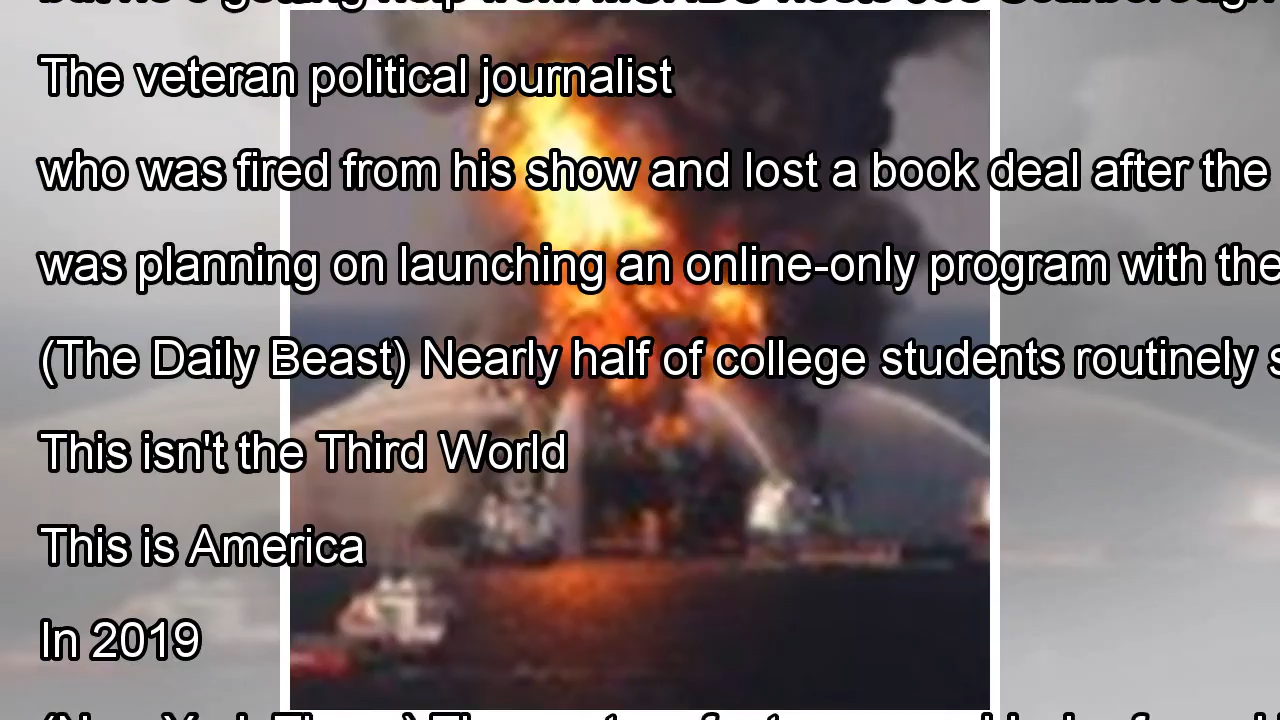 The veteran political journalist
who was fired from his show and lost a book deal after the
was planning on launching an online-only program with the
(The Daily Beast) Nearly half of college students routinely s
This isn't the Third World
This is America
In 2019